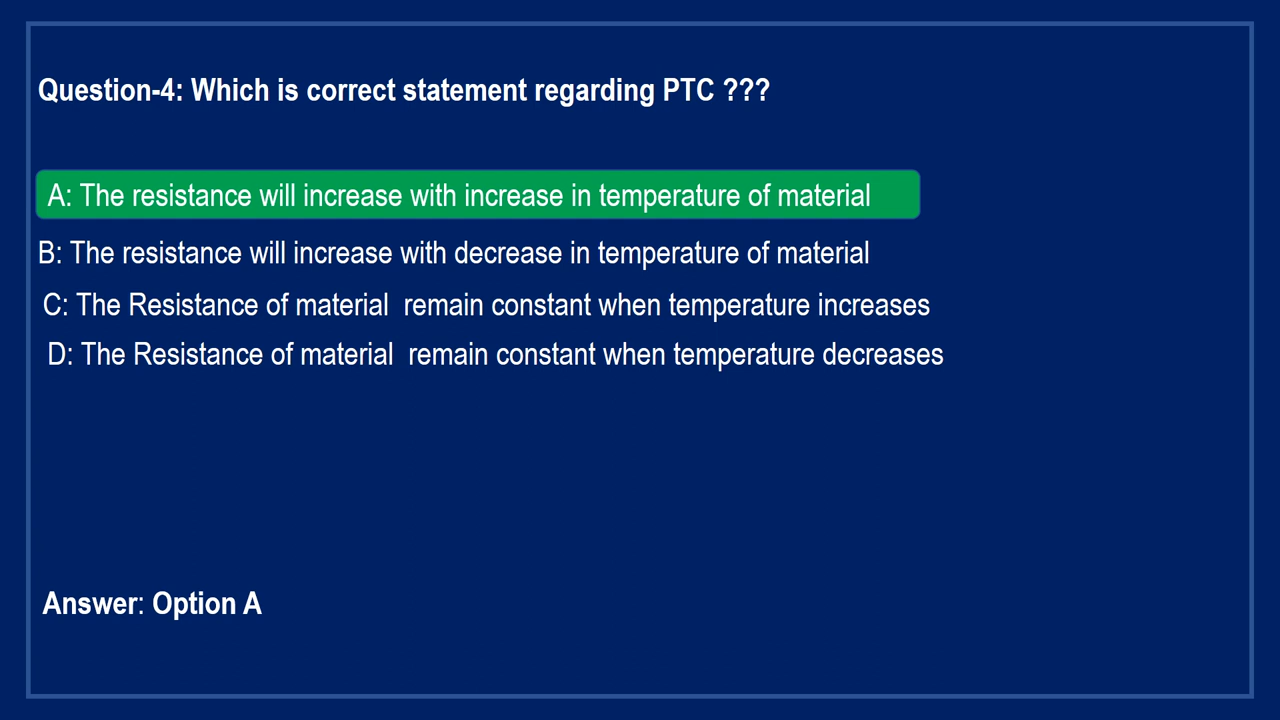 Question-4: Which is correct statement regarding PTC ???
A: The resistance will increase with increase in temperature of material
B: The resistance will increase with decrease in temperature of material
C: The Resistance of material  remain constant when temperature increases
D: The Resistance of material  remain constant when temperature decreases
Answer: Option A